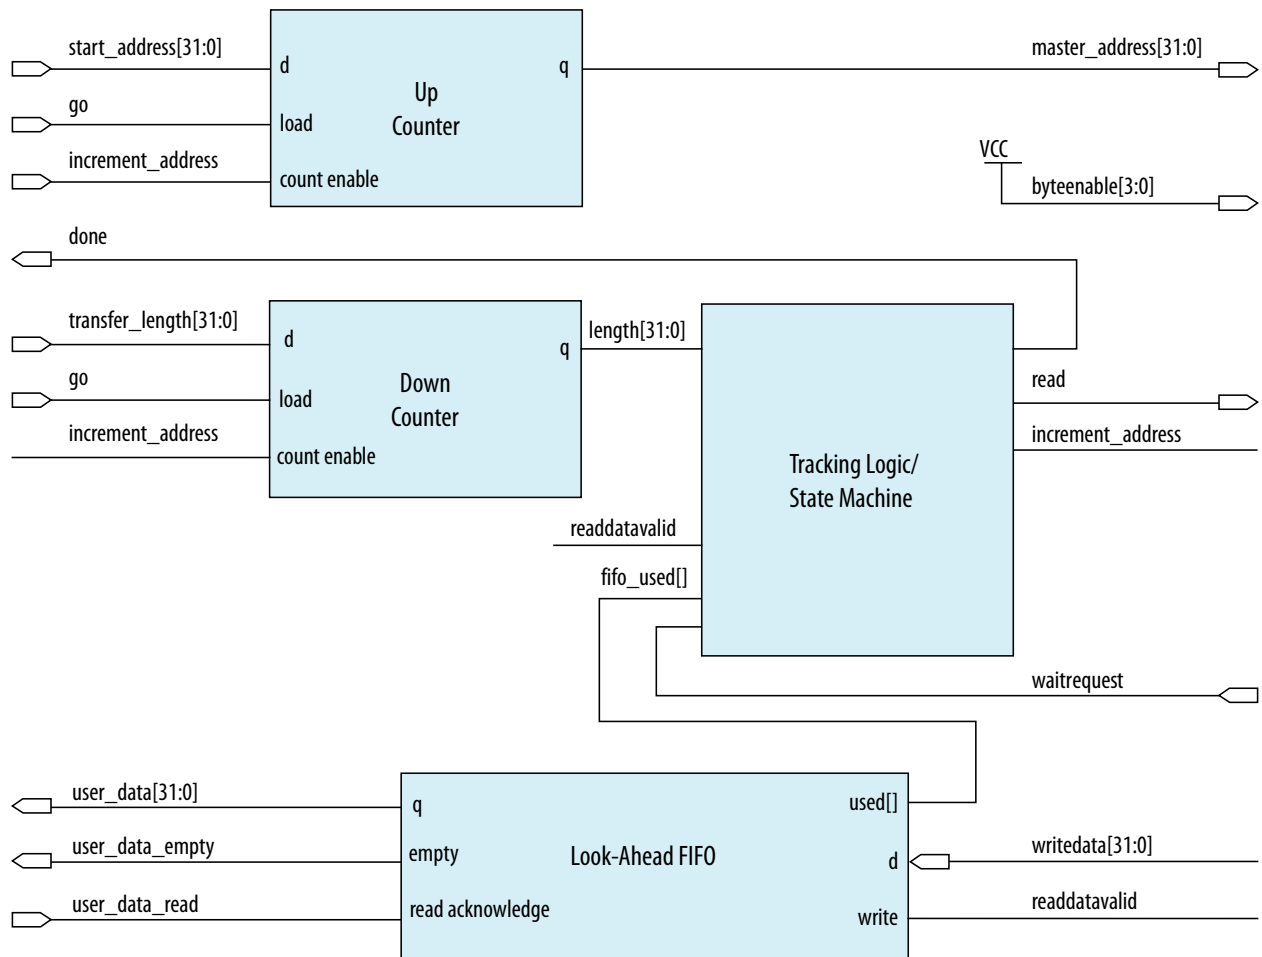 start_address[31:0]
master_address[31:0]
d
q
Up
Counter
go
load
VCC
increment_address
count enable
byteenable[3:0]
done
transfer_length[31:0]
d
q
length[31:0]
Down
Counter
go
load
read
increment_address
count enable
increment_address
Tracking Logic/
State Machine
readdatavalid
fifo_used[]
waitrequest
user_data[31:0]
q
used[]
user_data_empty
empty
Look-Ahead FIFO
d
writedata[31:0]
user_data_read
read acknowledge
write
readdatavalid